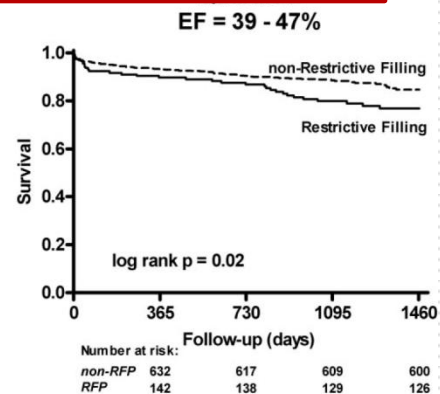 EF = 39 - 47%
1.0
non-Restrictive Filling
0.8
Restrictive Filling
0.6
Survival
0.4
0.2
log rank p = 0.02
0.0
0 365 730 1095 1460
Follow-up (days)
Number at risk:
non-RFP 632 617 609 600
RFP 142 138 129 126